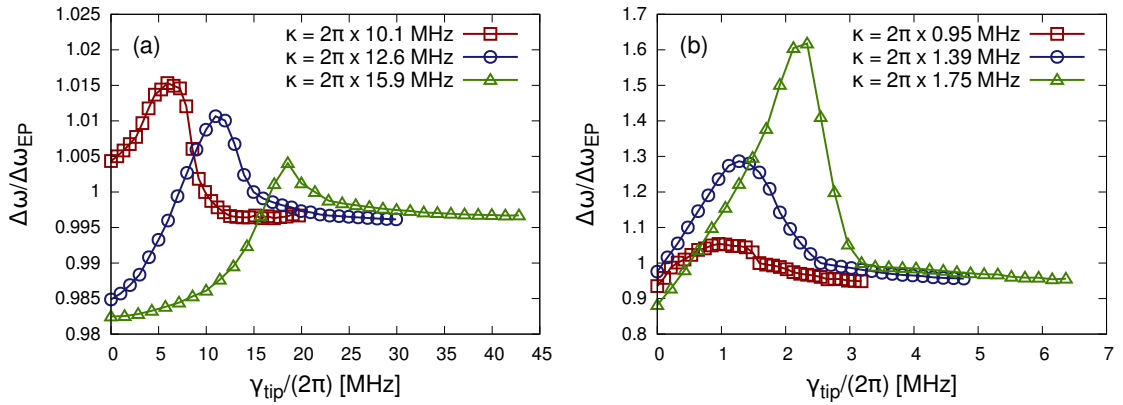 (a)
κ = 2π x 10.1 MHz
κ = 2π x 12.6 MHz
κ = 2π x 15.9 MHz
1.025
1.02
1.015
1.01
1.005
1
0.995
0.99
0.985
0.98
Δω/Δω_EP
0 5 10 15 20 25 30 35 40 45
γ_tip/(2π) [MHz]
(b)
κ = 2π x 0.95 MHz
κ = 2π x 1.39 MHz
κ = 2π x 1.75 MHz
1.7
1.6
1.5
1.4
1.3
1.2
1.1
1
0.9
0.8
Δω/Δω_EP
0 1 2 3 4 5 6 7
γ_tip/(2π) [MHz]